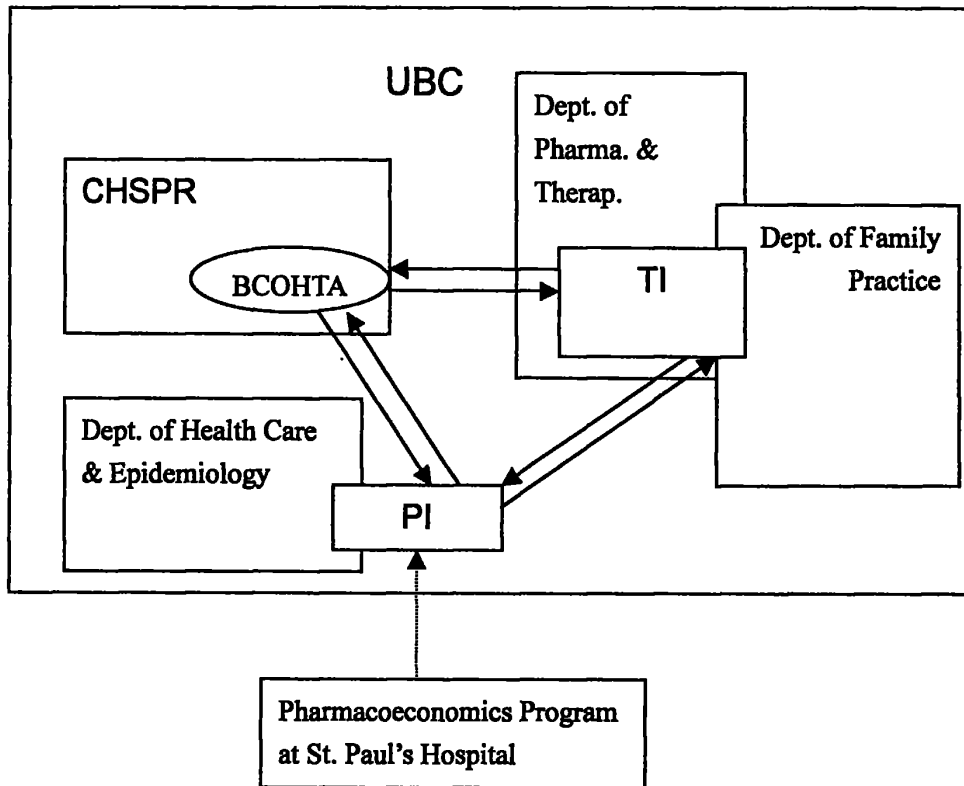 UBC
Dept. of
Pharma. &
Therap.
CHSPR
BCOHTA
TI
Dept. of Family
Practice
Dept. of Health Care
& Epidemiology
PI
Pharmacoeconomics Program
at St. Paul's Hospital